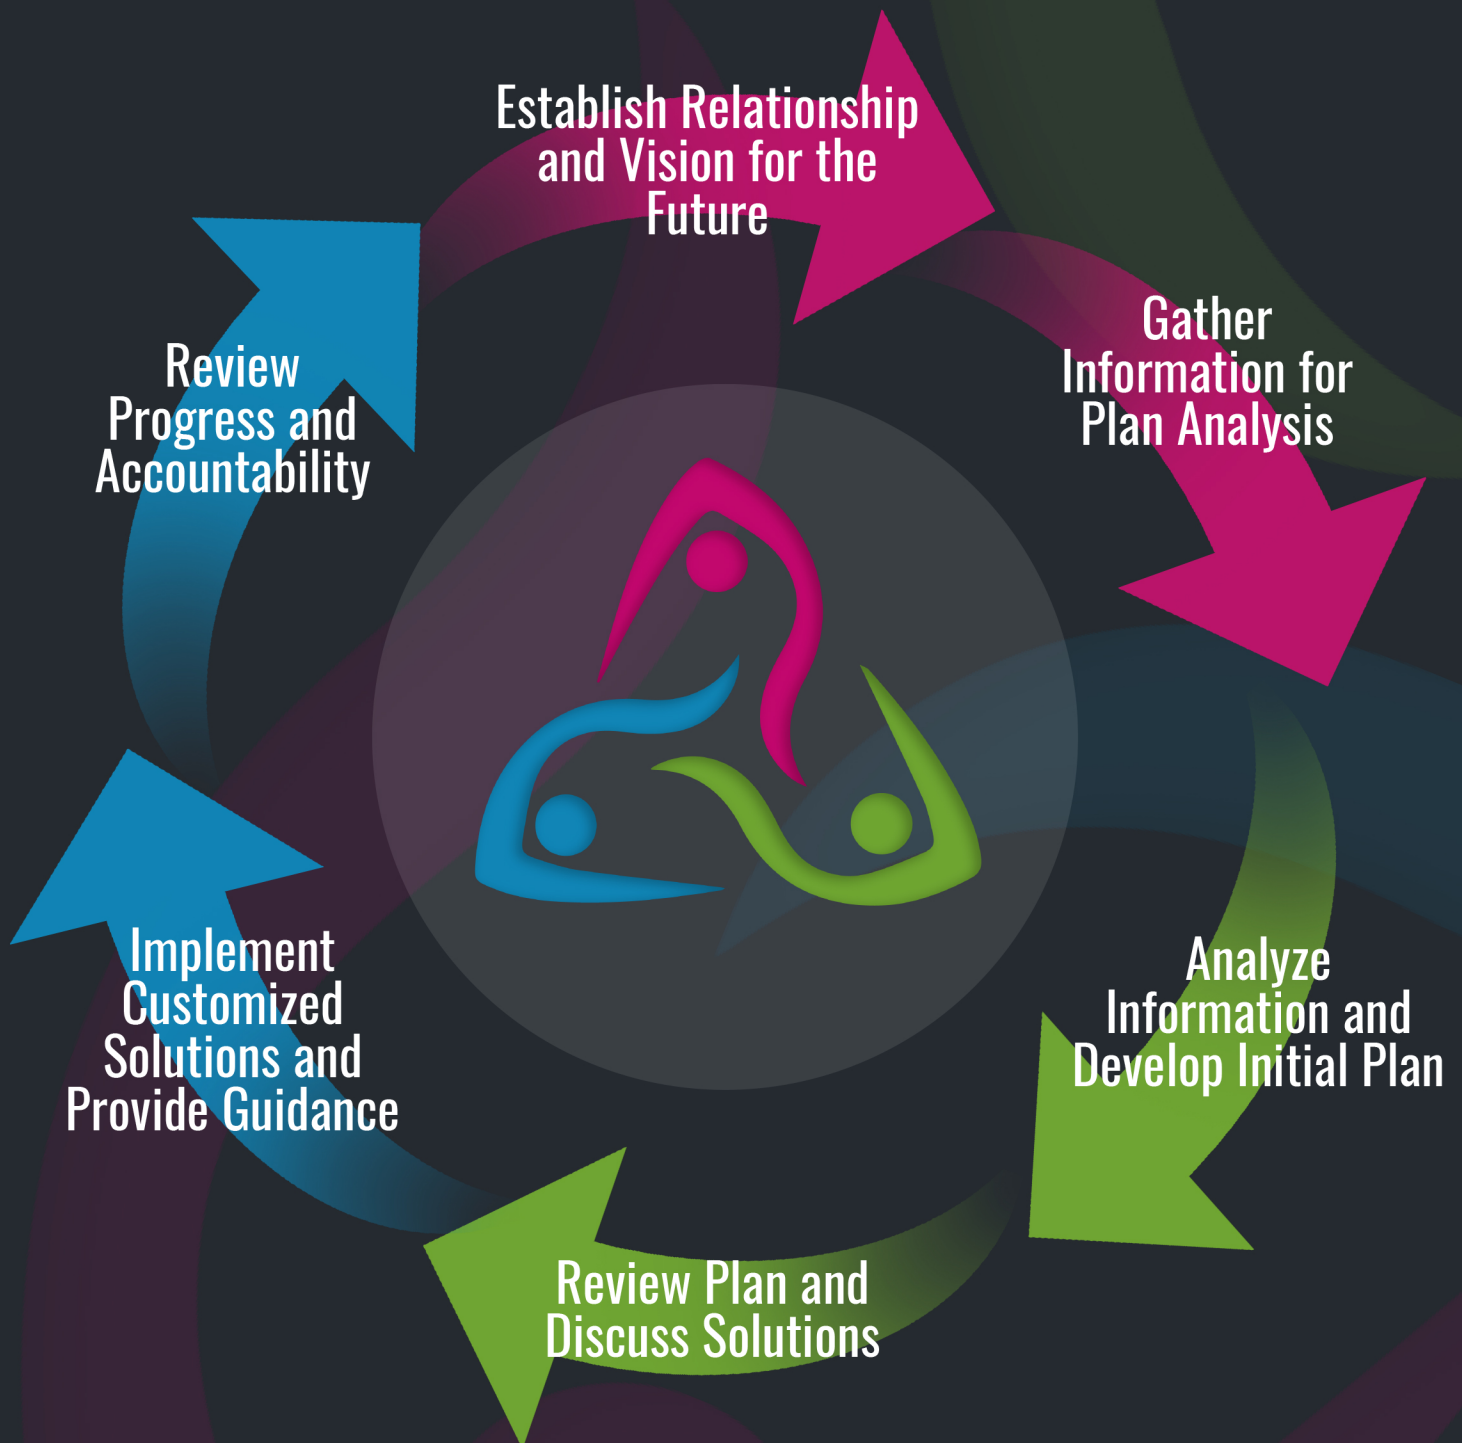 Establish Relationship
and Vision for the
Future
Gather
Information for
Plan Analysis
Analyze
Information and
Develop Initial Plan
Review Plan and
Discuss Solutions
Implement
Customized
Solutions and
Provide Guidance
Review
Progress and
Accountability